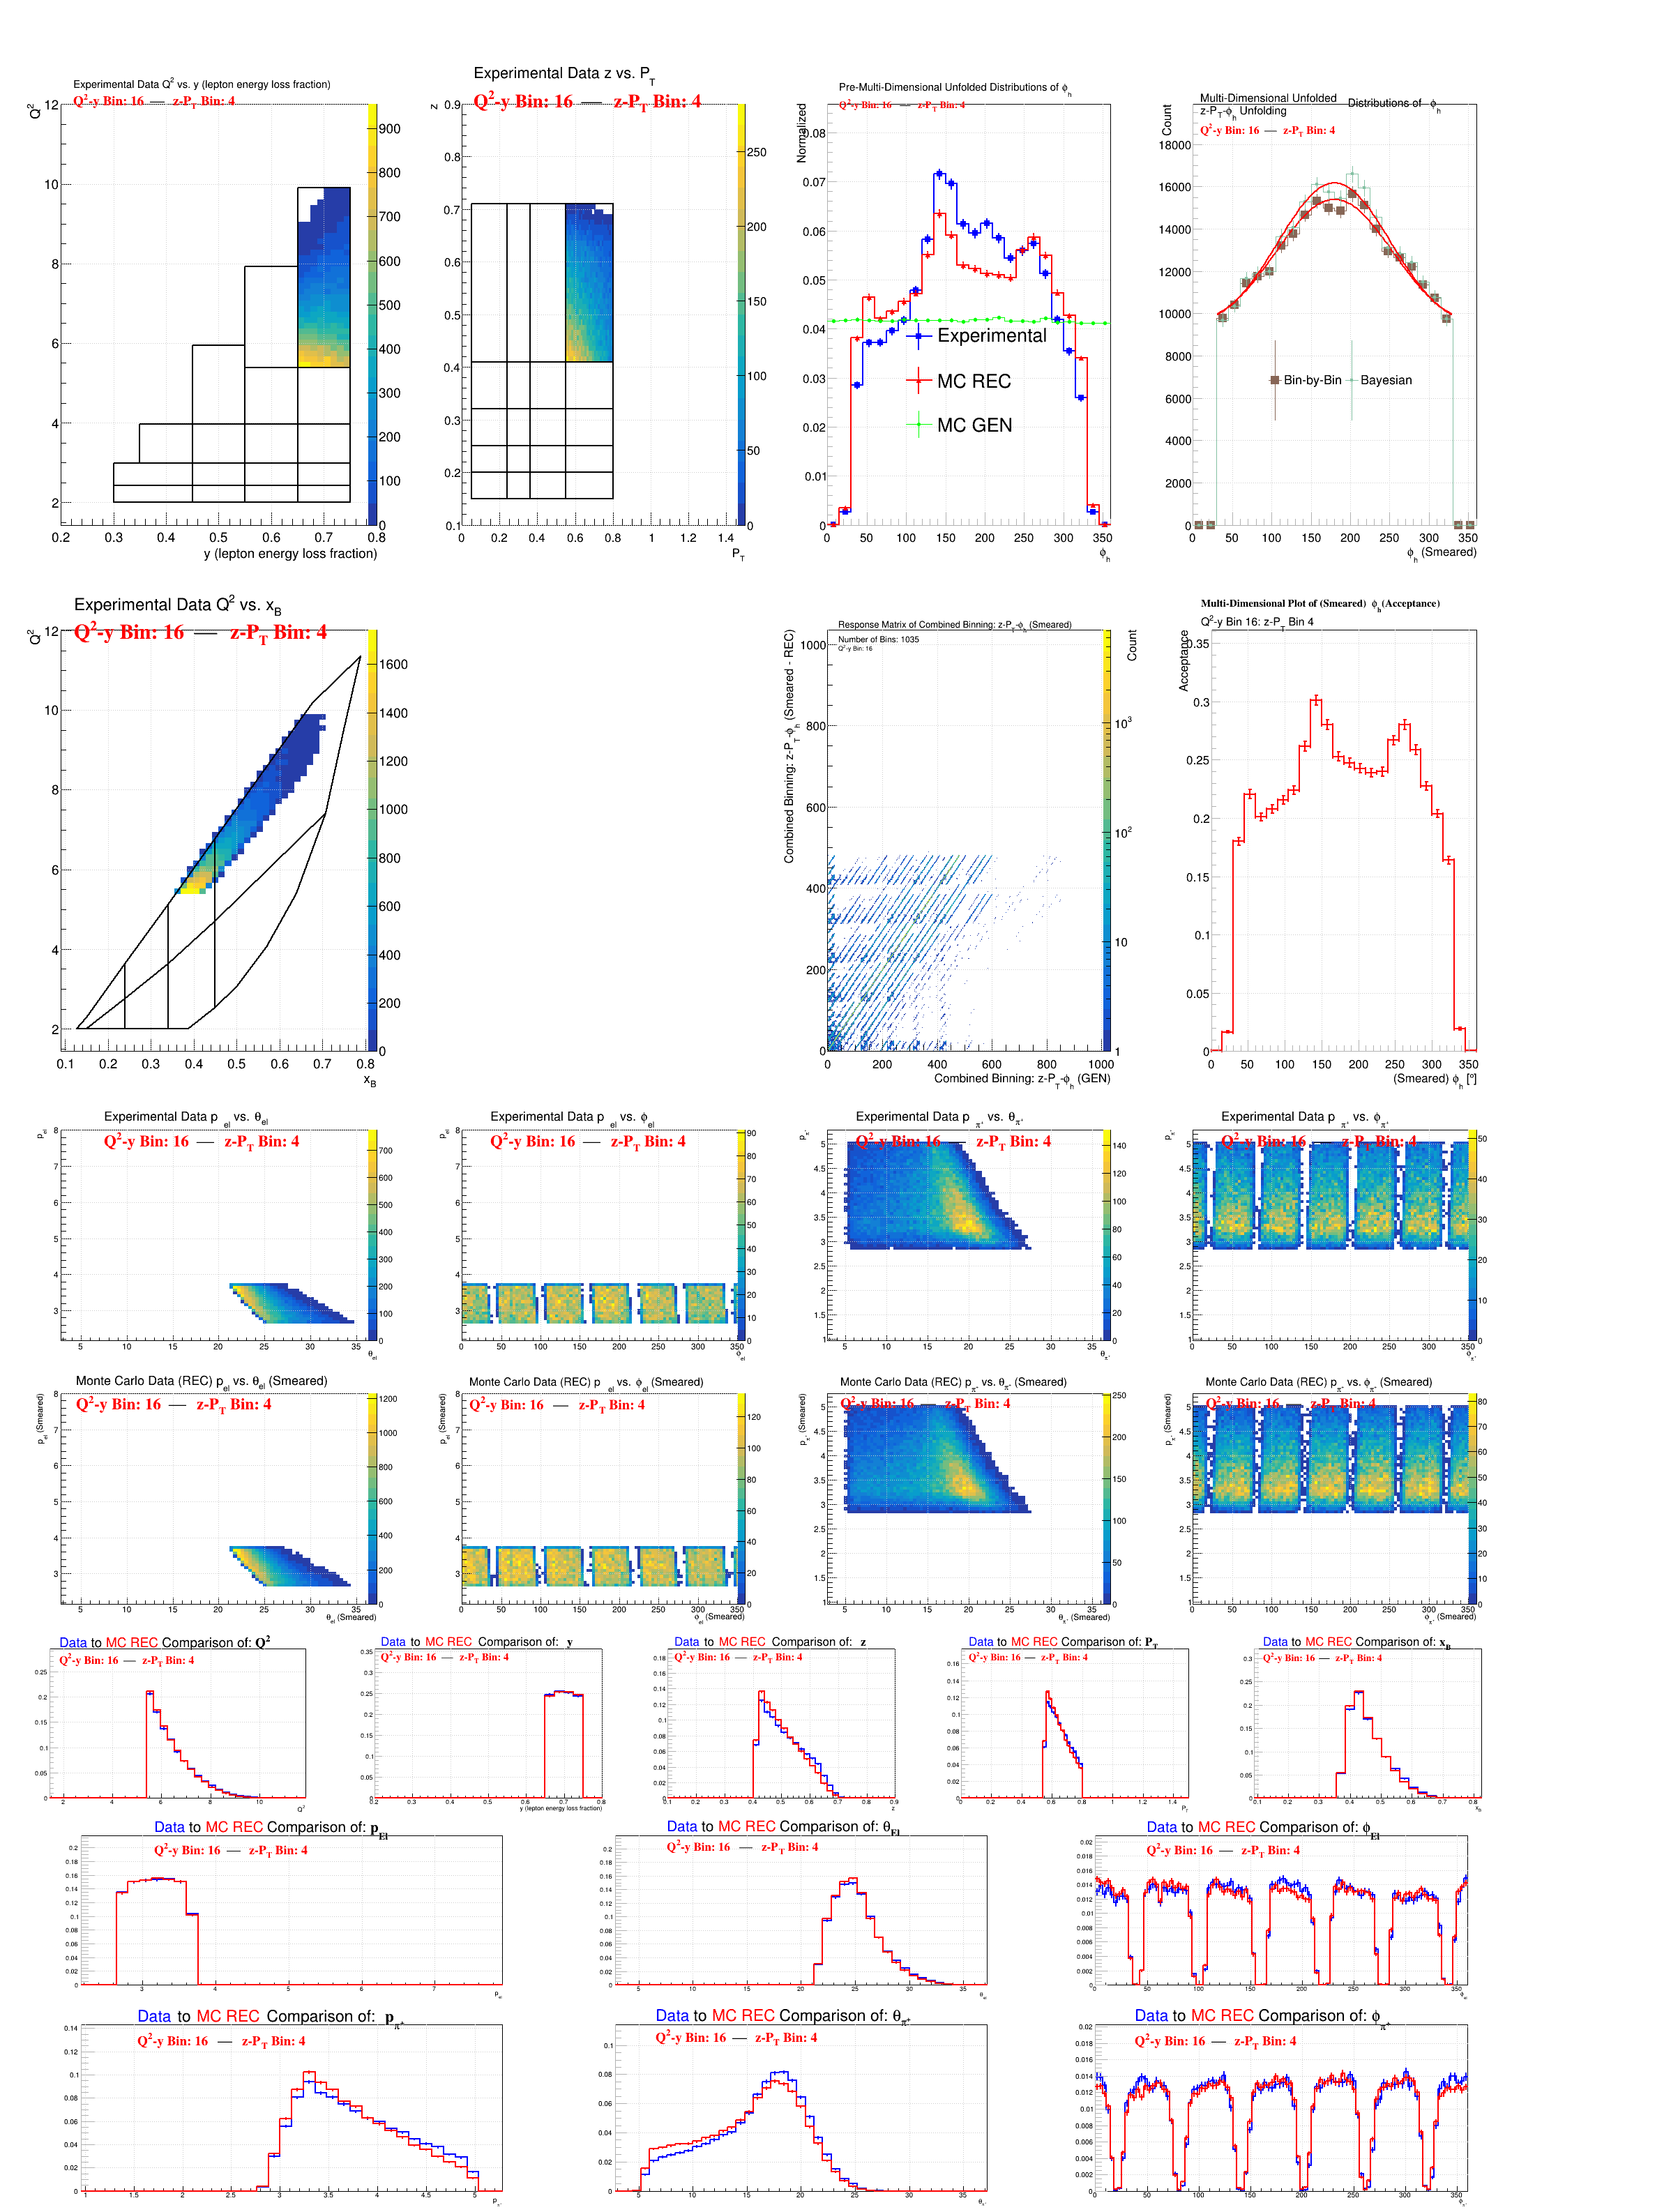 Experimental Data Q² vs. y (lepton energy loss fraction)
Q²-y Bin: 16 — z-P_T Bin: 4
y (lepton energy loss fraction)
Experimental Data z vs. P_T
Q²-y Bin: 16 — z-P_T Bin: 4
Pre-Multi-Dimensional Unfolded Distributions of ϕ_h
Q²-y Bin: 16 — z-P_T Bin: 4
Normalized
Experimental
MC REC
MC GEN
ϕ_h
Multi-Dimensional Unfolded Distributions of ϕ_h
z-P_T-ϕ_h Unfolding
Q²-y Bin: 16 — z-P_T Bin: 4
Count
Bin-by-Bin
Bayesian
ϕ_h (Smeared)
Experimental Data Q² vs. x_B
Q²-y Bin: 16 — z-P_T Bin: 4
Q²
x_B
Response Matrix of Combined Binning: z-P_T-ϕ_h (Smeared)
Number of Bins: 1035
Q²-y Bin: 16
Combined Binning: z-P_T-ϕ_h (Smeared - REC)
Count
Combined Binning: z-P_T-ϕ_h (GEN)
Multi-Dimensional Plot of (Smeared) ϕ_h (Acceptance)
Q²-y Bin 16: z-P_T Bin 4
Acceptance
(Smeared) ϕ_h [°]
Experimental Data p_el vs. θ_el
Q²-y Bin: 16 — z-P_T Bin: 4
Experimental Data p_el vs. ϕ_el
Q²-y Bin: 16 — z-P_T Bin: 4
Experimental Data p_π⁺ vs. θ_π⁺
Q²-y Bin: 16 — z-P_T Bin: 4
Experimental Data p_π⁺ vs. ϕ_π⁺
Q²-y Bin: 16 — z-P_T Bin: 4
Monte Carlo Data (REC) p_el vs. θ_el (Smeared)
Q²-y Bin: 16 — z-P_T Bin: 4
p_el (Smeared)
θ_el (Smeared)
Monte Carlo Data (REC) p_el vs. ϕ_el (Smeared)
Q²-y Bin: 16 — z-P_T Bin: 4
p_el (Smeared)
ϕ_el (Smeared)
Monte Carlo Data (REC) p_π⁺ vs. θ_π⁺ (Smeared)
Q²-y Bin: 16 — z-P_T Bin: 4
p_π⁺ (Smeared)
θ_π⁺ (Smeared)
Monte Carlo Data (REC) p_π⁺ vs. ϕ_π⁺ (Smeared)
Q²-y Bin: 16 — z-P_T Bin: 4
p_π⁺ (Smeared)
ϕ_π⁺ (Smeared)
Data to MC REC Comparison of: Q²
Q²-y Bin: 16 — z-P_T Bin: 4
Data to MC REC Comparison of: y
Q²-y Bin: 16 — z-P_T Bin: 4
y (lepton energy loss fraction)
Data to MC REC Comparison of: z
Q²-y Bin: 16 — z-P_T Bin: 4
Data to MC REC Comparison of: P_T
Q²-y Bin: 16 — z-P_T Bin: 4
Data to MC REC Comparison of: x_B
Q²-y Bin: 16 — z-P_T Bin: 4
Data to MC REC Comparison of: p_El
Q²-y Bin: 16 — z-P_T Bin: 4
Data to MC REC Comparison of: θ_El
Q²-y Bin: 16 — z-P_T Bin: 4
Data to MC REC Comparison of: ϕ_El
Q²-y Bin: 16 — z-P_T Bin: 4
Data to MC REC Comparison of: p_π⁺
Q²-y Bin: 16 — z-P_T Bin: 4
Data to MC REC Comparison of: θ_π⁺
Q²-y Bin: 16 — z-P_T Bin: 4
Data to MC REC Comparison of: ϕ_π⁺
Q²-y Bin: 16 — z-P_T Bin: 4